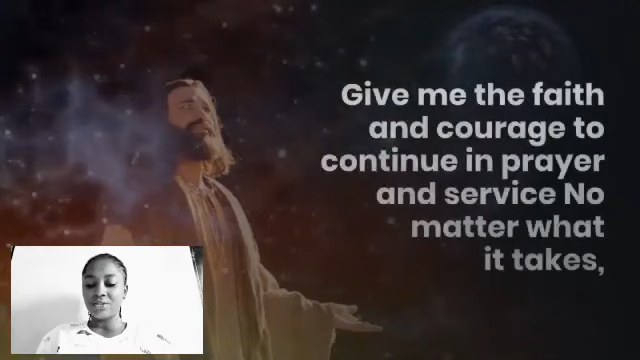 Give me the faith
and courage to
continue in prayer
and service No
matter what
it takes,